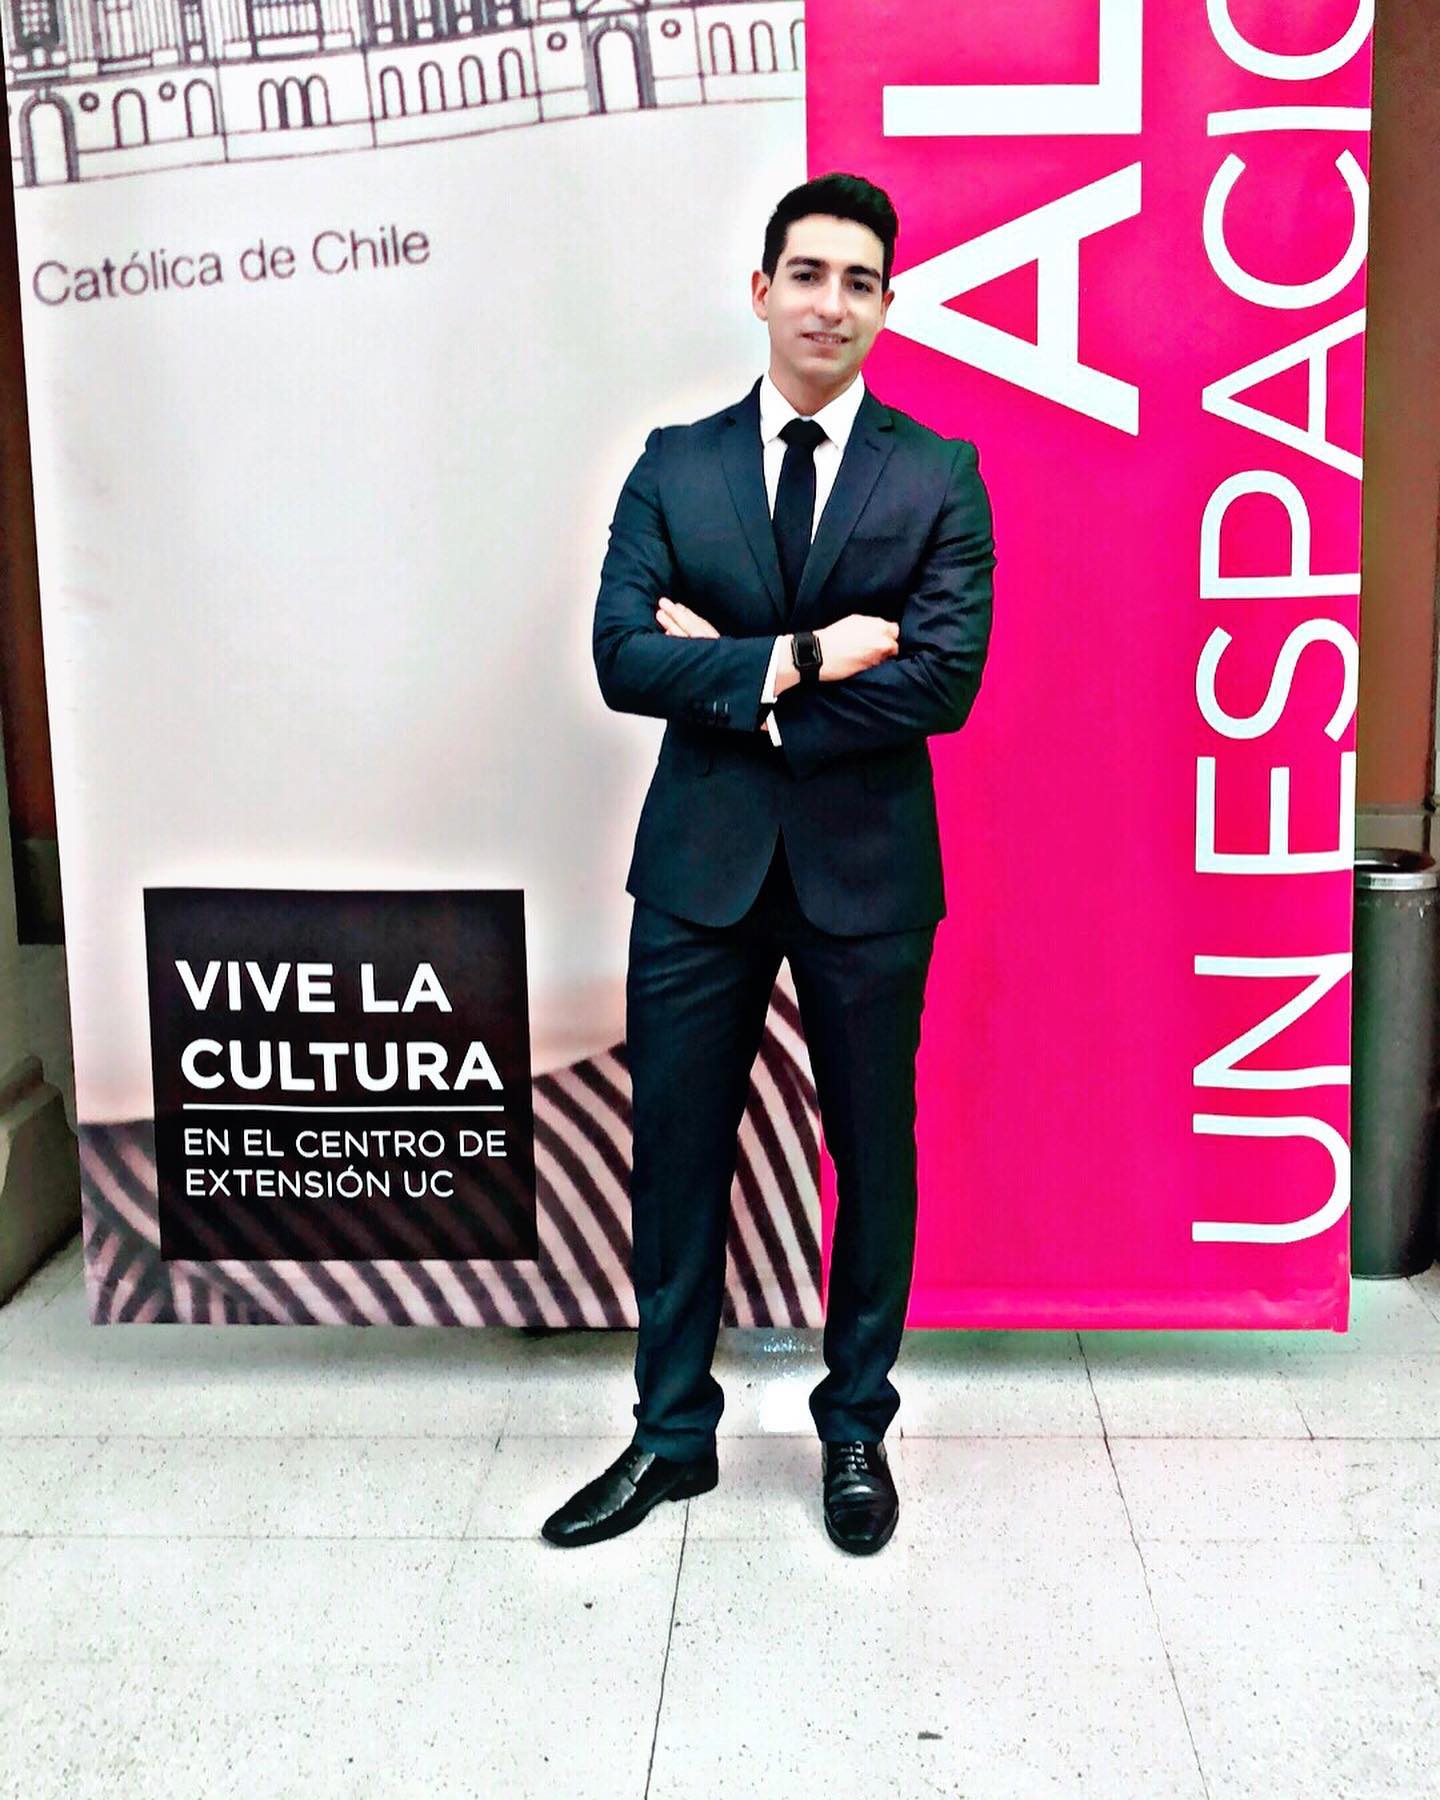 Católica de Chile
VIVE LA
CULTURA
EN EL CENTRO DE
EXTENSIÓN UC
AL
UN ESPACIO